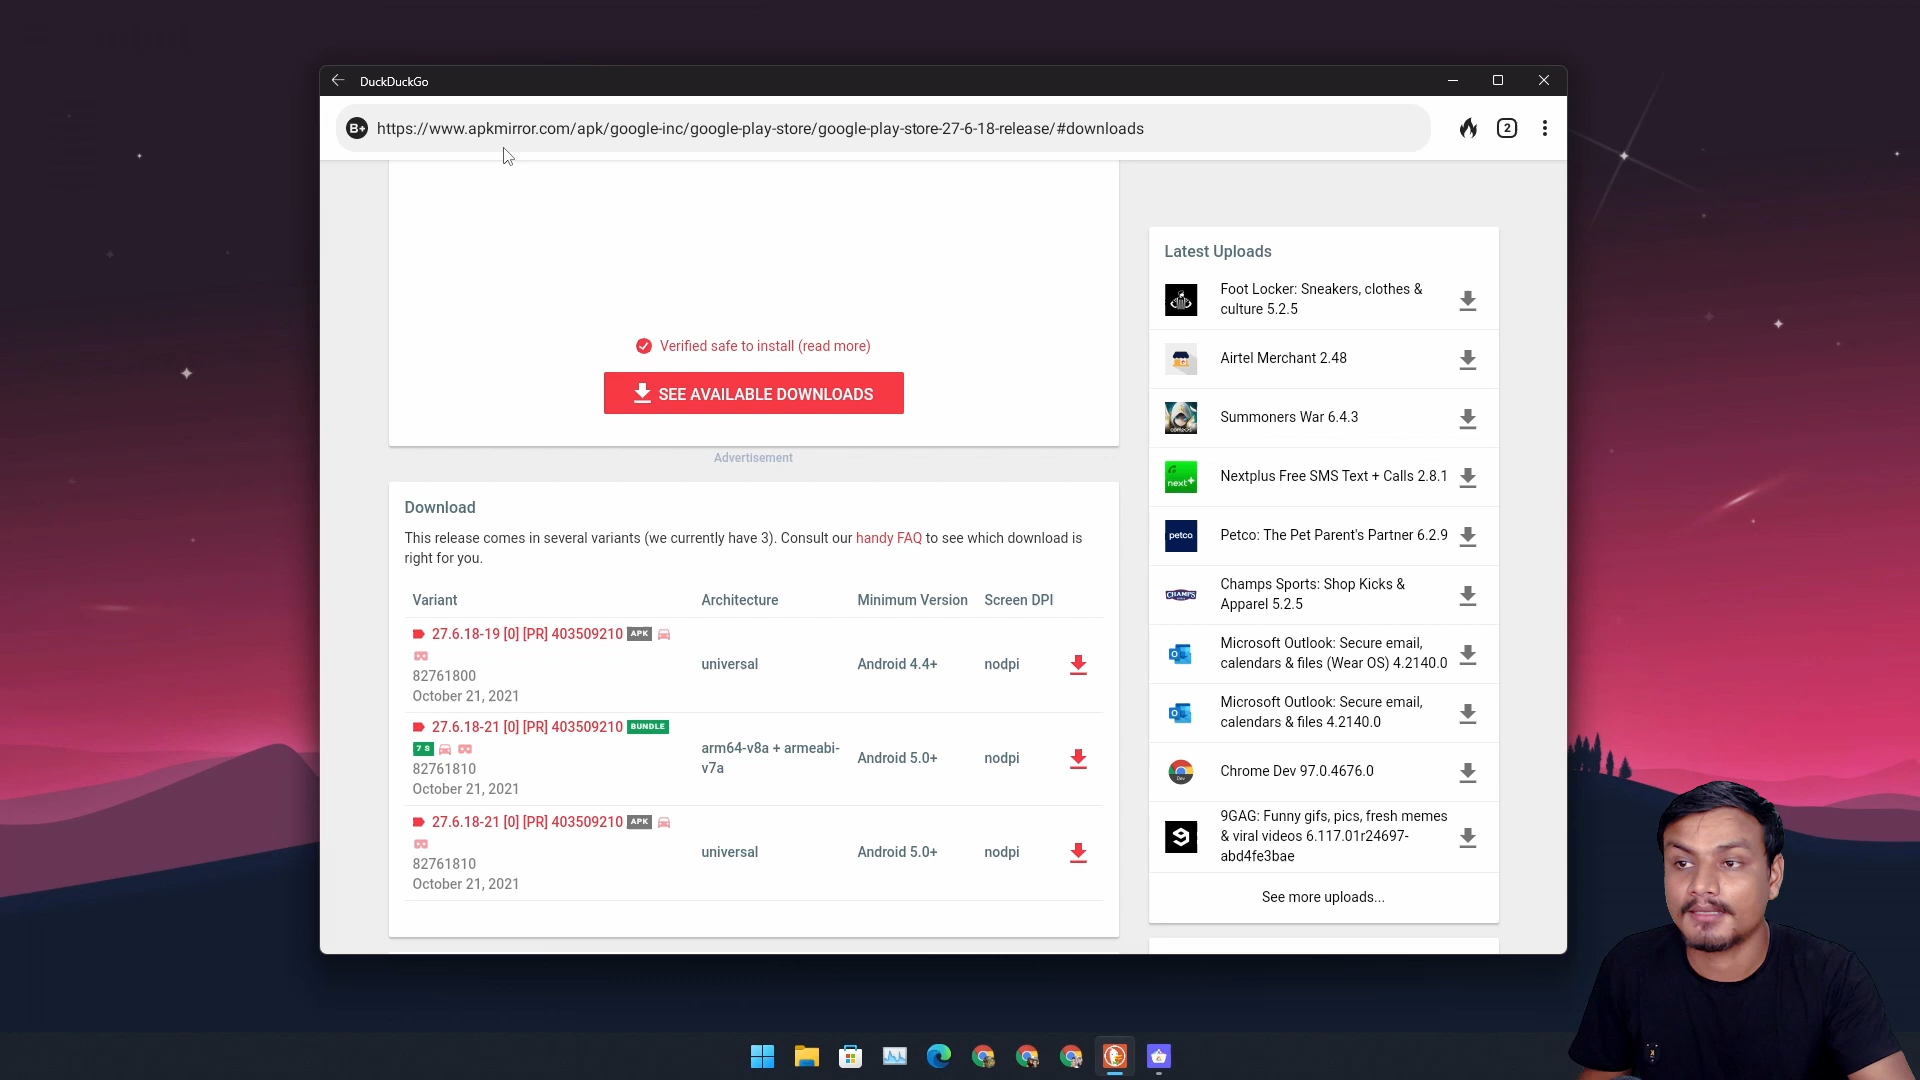 DuckDuckGo
B+ https://www.apkmirror.com/apk/google-inc/google-play-store/google-play-store-27-6-18-release/#downloads
2
Verified safe to install (read more)
SEE AVAILABLE DOWNLOADS
Advertisement
Download
This release comes in several variants (we currently have 3). Consult our handy FAQ to see which download is
right for you.
Variant Architecture Minimum Version Screen DPI
27.6.18-19 [0] [PR] 403509210 APK
82761800
October 21, 2021
universal Android 4.4+ nodpi
27.6.18-21 [0] [PR] 403509210 BUNDLE
7 S
82761810
October 21, 2021
arm64-v8a + armeabi-
v7a
Android 5.0+ nodpi
27.6.18-21 [0] [PR] 403509210 APK
82761810
October 21, 2021
universal Android 5.0+ nodpi
Latest Uploads
Foot Locker: Sneakers, clothes &
culture 5.2.5
Airtel Merchant 2.48
Summoners War 6.4.3
next+
Nextplus Free SMS Text + Calls 2.8.1
petco
Petco: The Pet Parent's Partner 6.2.9
CHAMPS
Champs Sports: Shop Kicks &
Apparel 5.2.5
Microsoft Outlook: Secure email,
calendars & files (Wear OS) 4.2140.0
Microsoft Outlook: Secure email,
calendars & files 4.2140.0
Dev
Chrome Dev 97.0.4676.0
9GAG: Funny gifs, pics, fresh memes
& viral videos 6.117.01r24697-
abd4fe3bae
See more uploads...